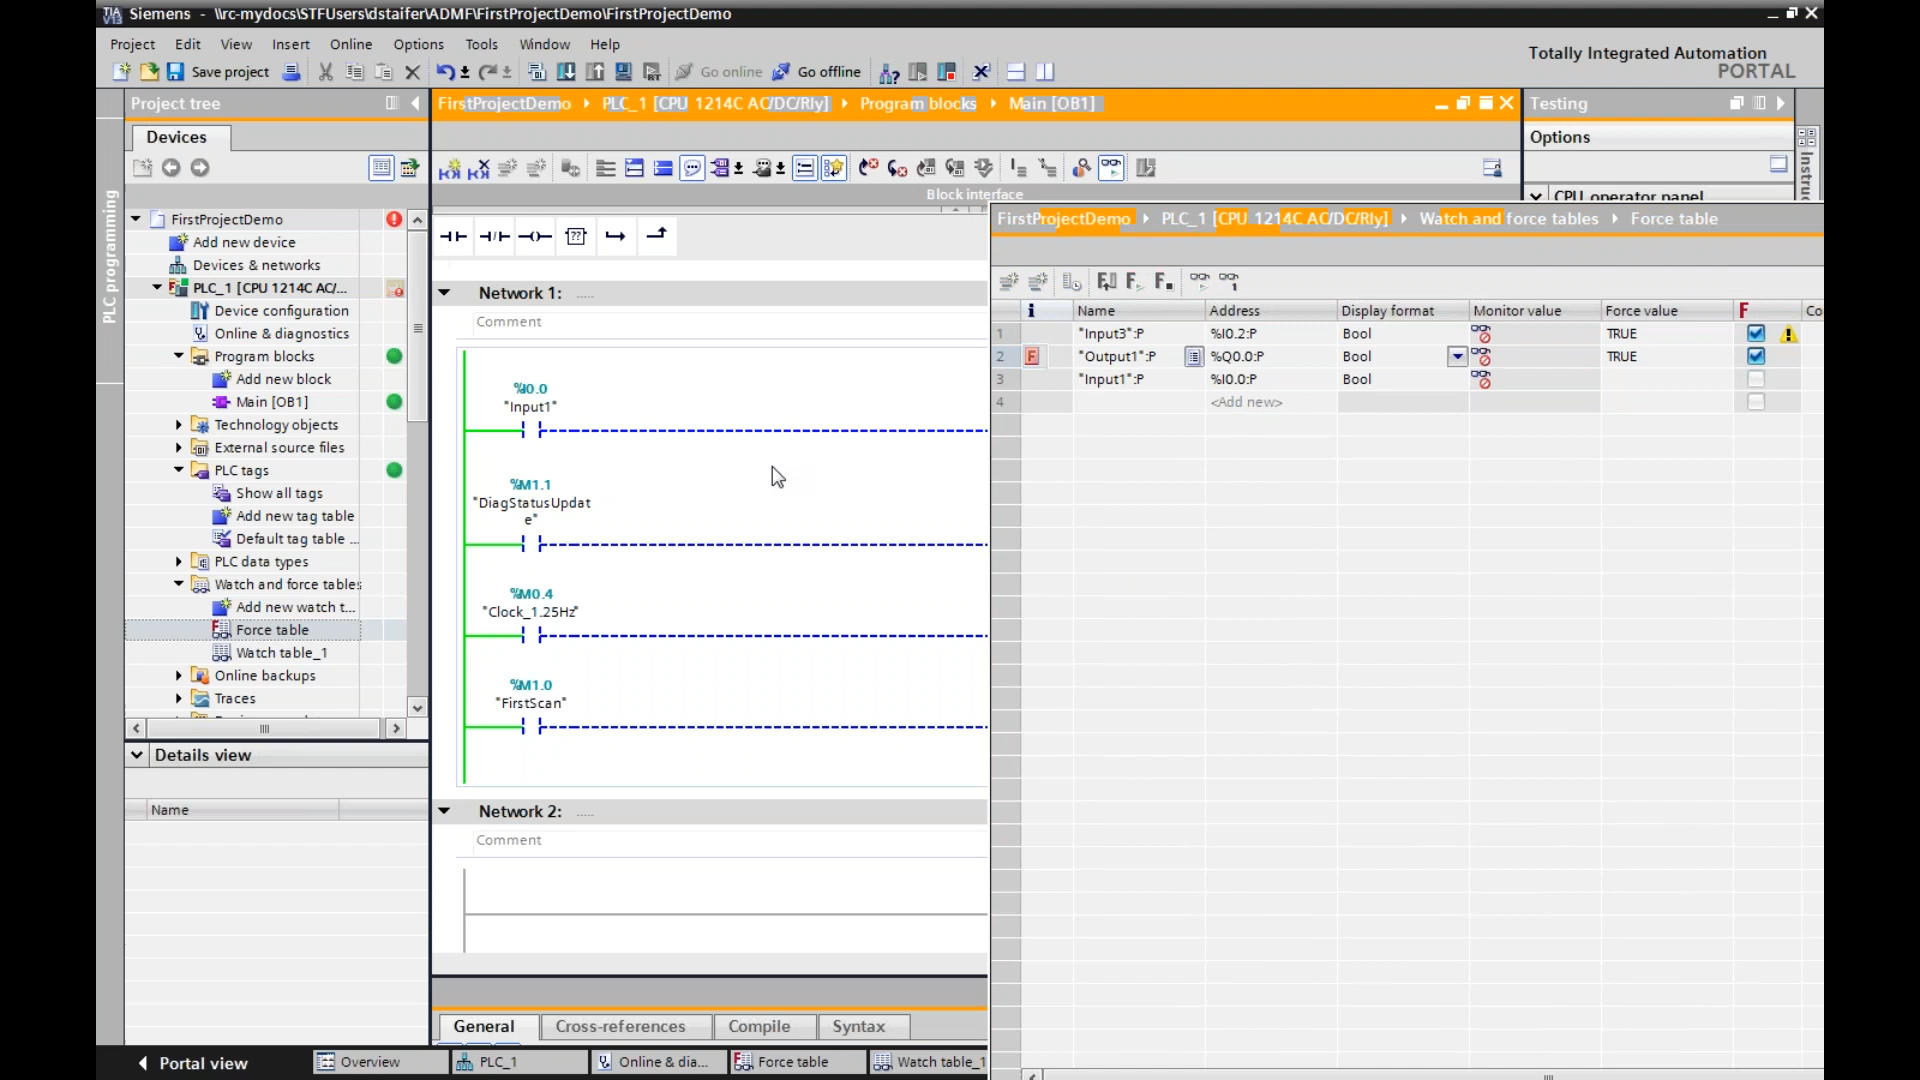 TIA V13 Siemens - \\rc-mydocs\STFUsers\dstaifer\ADMF\FirstProjectDemo\FirstProjectDemo
Project Edit View Insert Online Options Tools Window Help
Totally Integrated Automation
PORTAL
Save project Go online Go offline
Project tree
FirstProjectDemo PLC_1 [CPU 1214C AC/DC/Rly] Program blocks Main [OB1]
Testing
Devices
Options
Block interface
CPU operator panel
PLC programming
Instruc
FirstProjectDemo
Add new device
Devices & networks
PLC_1 [CPU 1214C AC/...
Device configuration
Online & diagnostics
Program blocks
Add new block
Main [OB1]
Technology objects
External source files
PLC tags
Show all tags
Add new tag table
Default tag table ...
PLC data types
Watch and force tables
Add new watch t...
Force table
Watch table_1
Online backups
Traces
Details view
Name
Network 1: .....
Comment
%I0.0
"Input1"
%M1.1
"DiagStatusUpdat
e"
%M0.4
"Clock_1.25Hz"
%M1.0
"FirstScan"
Network 2: .....
Comment
General Cross-references Compile Syntax
FirstProjectDemo PLC_1 [CPU 1214C AC/DC/Rly] Watch and force tables Force table
i Name Address Display format Monitor value Force value F Co
1 "Input3":P %I0.2:P Bool TRUE
2 F "Output1":P %Q0.0:P Bool TRUE
3 "Input1":P %I0.0:P Bool
4 <Add new>
Portal view Overview PLC_1 Online & dia... Force table Watch table_1